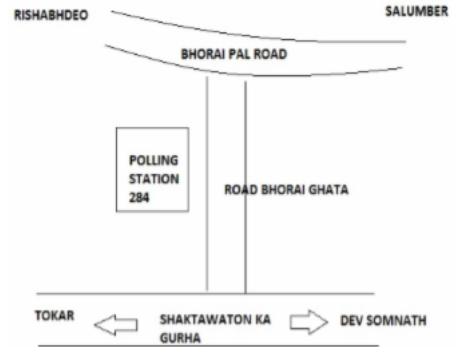 RISHABHDEO
SALUMBER
BHORAI PAL ROAD
POLLING
STATION
284
ROAD BHORAI GHATA
TOKAR
SHAKTAWATON KA
GURHA
DEV SOMNATH